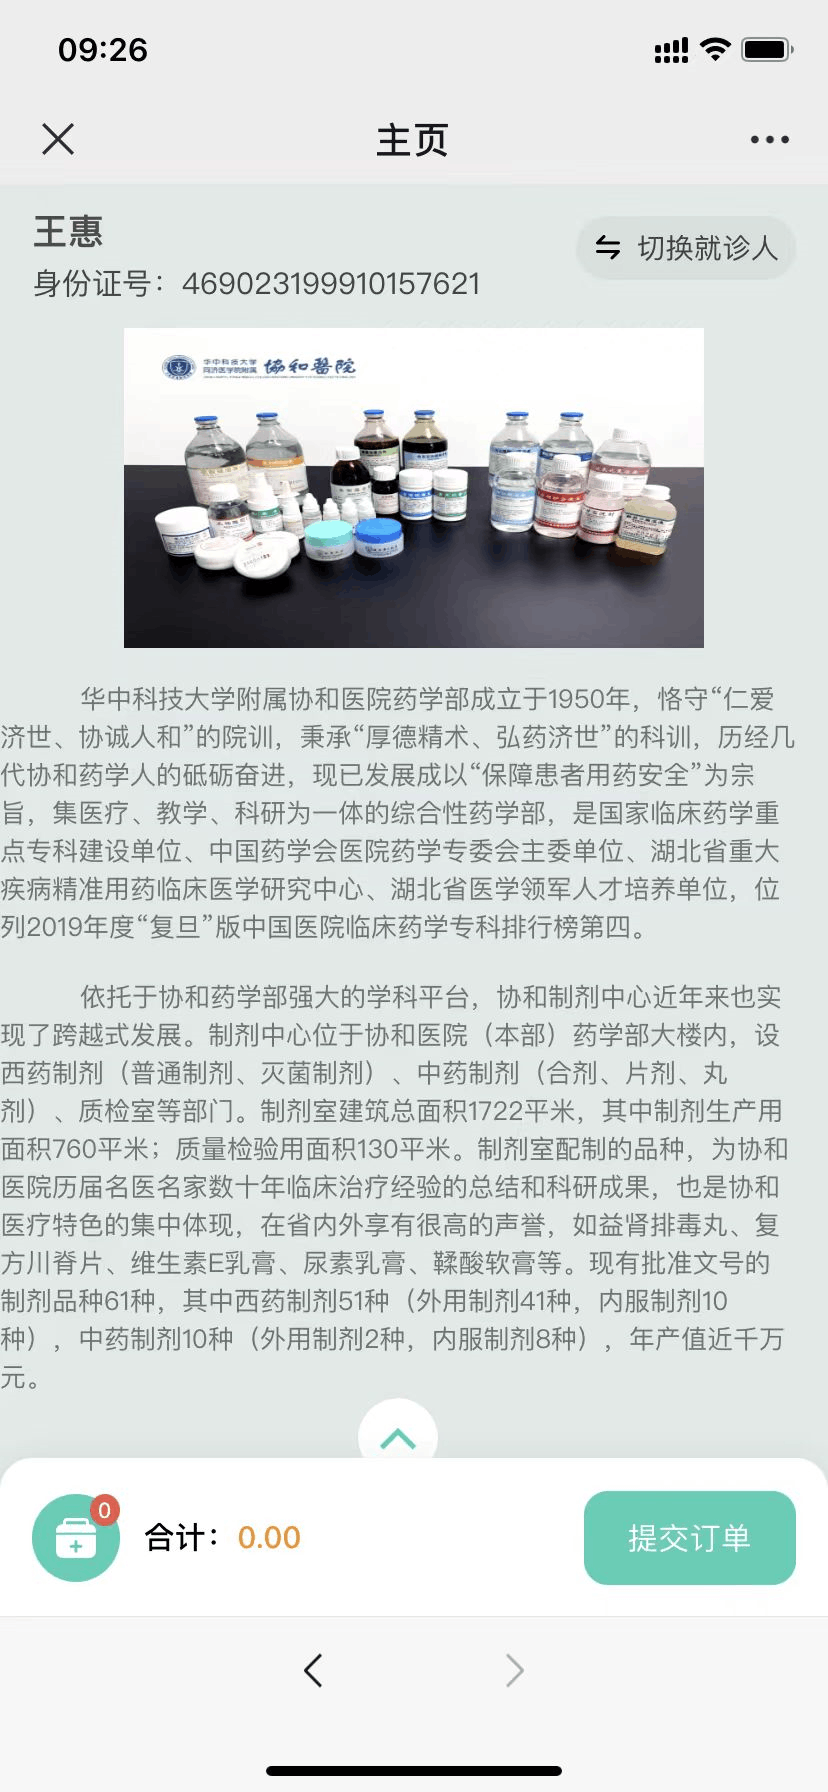 09:26
主页
王惠
身份证号：469023199910157621
切换就诊人
华中科技大学
同济医学院附属
協和醫院
华中科技大学附属协和医院药学部成立于1950年，恪守“仁爱
济世、协诚人和”的院训，秉承“厚德精术、弘药济世”的科训，历经几
代协和药学人的砥砺奋进，现已发展成以“保障患者用药安全”为宗
旨，集医疗、教学、科研为一体的综合性药学部，是国家临床药学重
点专科建设单位、中国药学会医院药学专委会主委单位、湖北省重大
疾病精准用药临床医学研究中心、湖北省医学领军人才培养单位，位
列2019年度“复旦”版中国医院临床药学专科排行榜第四。
依托于协和药学部强大的学科平台，协和制剂中心近年来也实
现了跨越式发展。制剂中心位于协和医院（本部）药学部大楼内，设
西药制剂（普通制剂、灭菌制剂）、中药制剂（合剂、片剂、丸
剂）、质检室等部门。制剂室建筑总面积1722平米，其中制剂生产用
面积760平米；质量检验用面积130平米。制剂室配制的品种，为协和
医院历届名医名家数十年临床治疗经验的总结和科研成果，也是协和
医疗特色的集中体现，在省内外享有很高的声誉，如益肾排毒丸、复
方川脊片、维生素E乳膏、尿素乳膏、鞣酸软膏等。现有批准文号的
制剂品种61种，其中西药制剂51种（外用制剂41种，内服制剂10
种），中药制剂10种（外用制剂2种，内服制剂8种），年产值近千万
元。
0
合计：0.00
提交订单